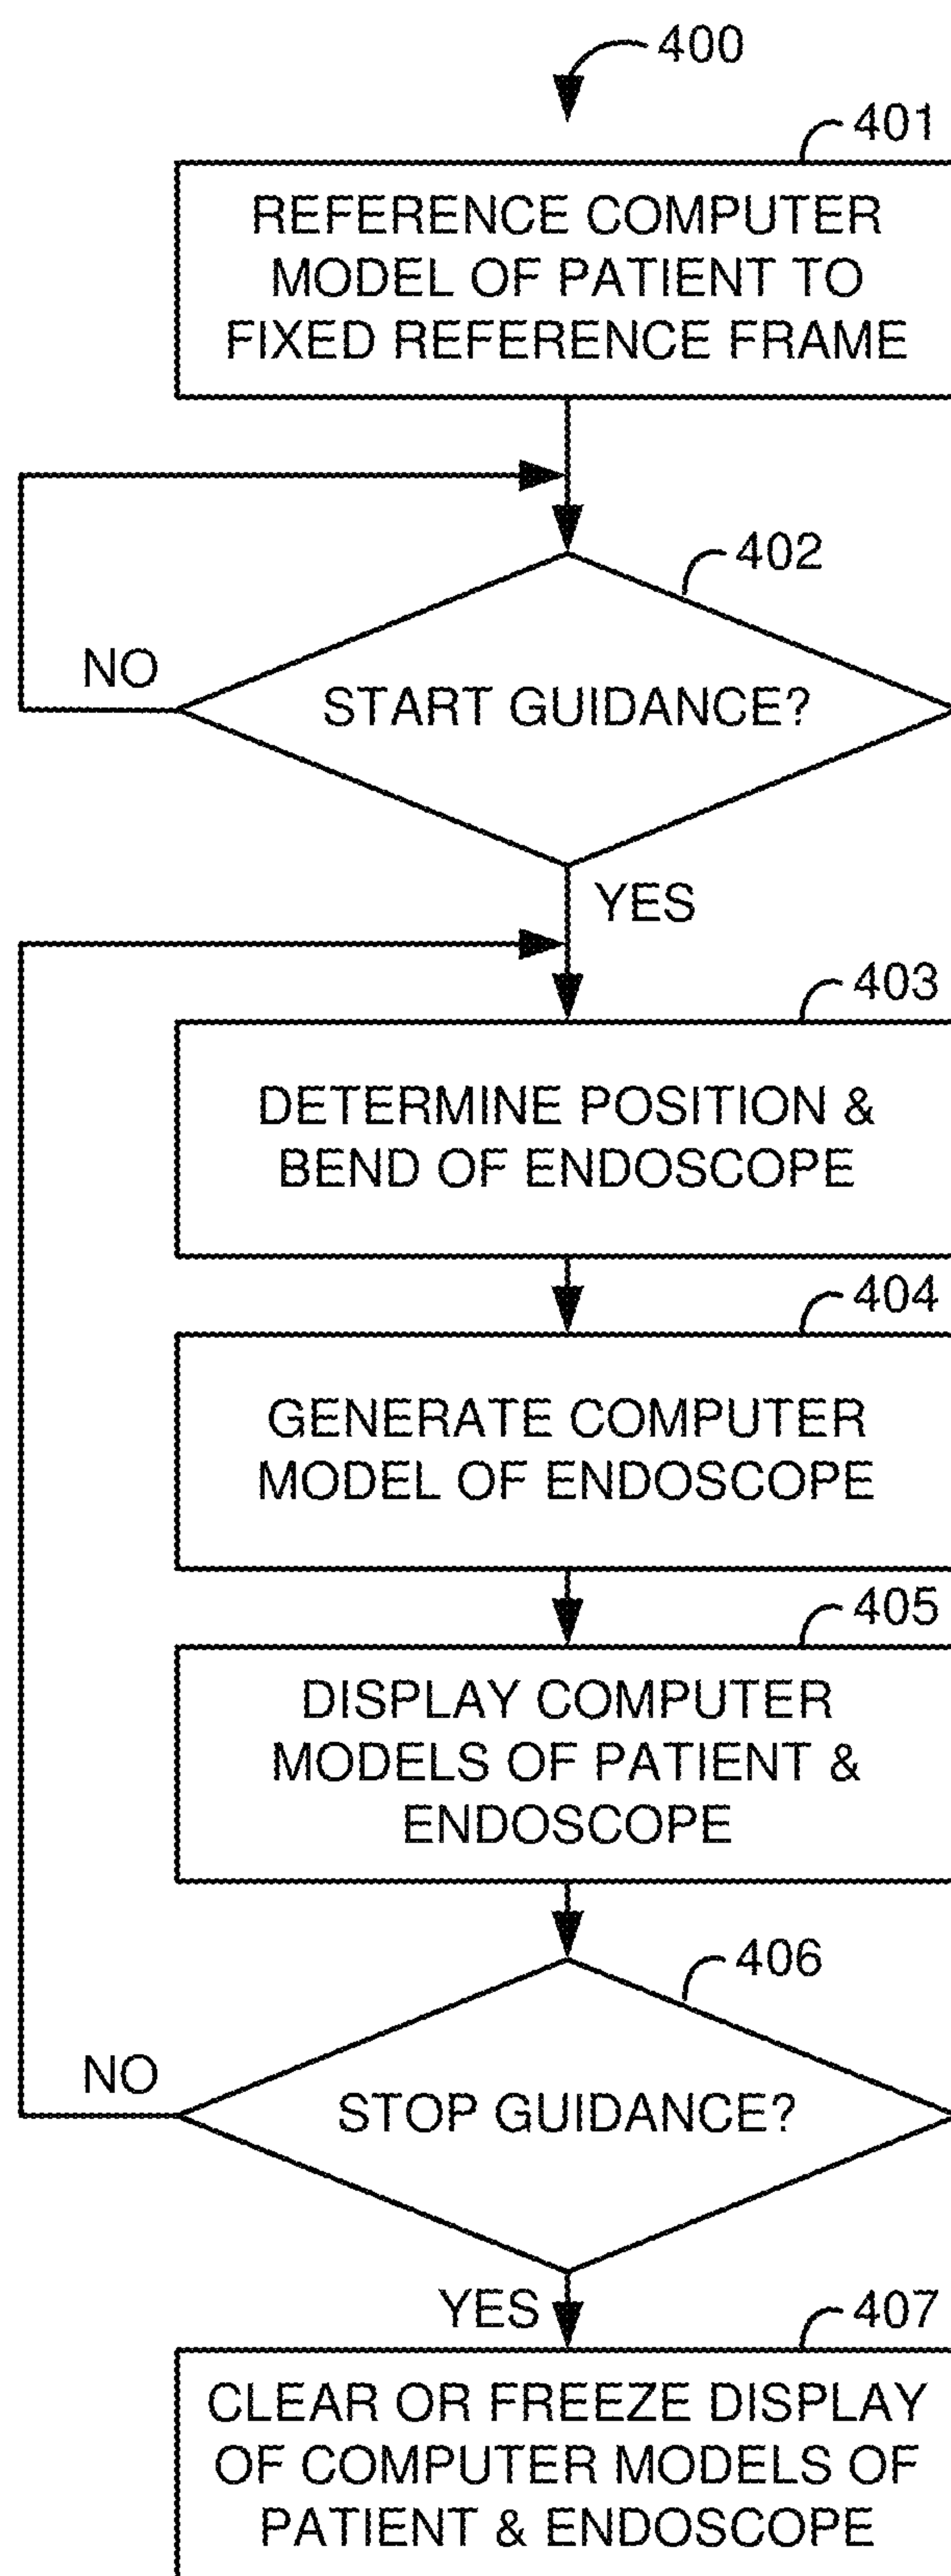 400
401
REFERENCE COMPUTER
MODEL OF PATIENT TO
FIXED REFERENCE FRAME
402
NO
START GUIDANCE?
YES
403
DETERMINE POSITION &
BEND OF ENDOSCOPE
404
GENERATE COMPUTER
MODEL OF ENDOSCOPE
405
DISPLAY COMPUTER
MODELS OF PATIENT &
ENDOSCOPE
406
NO
STOP GUIDANCE?
YES
407
CLEAR OR FREEZE DISPLAY
OF COMPUTER MODELS OF
PATIENT & ENDOSCOPE